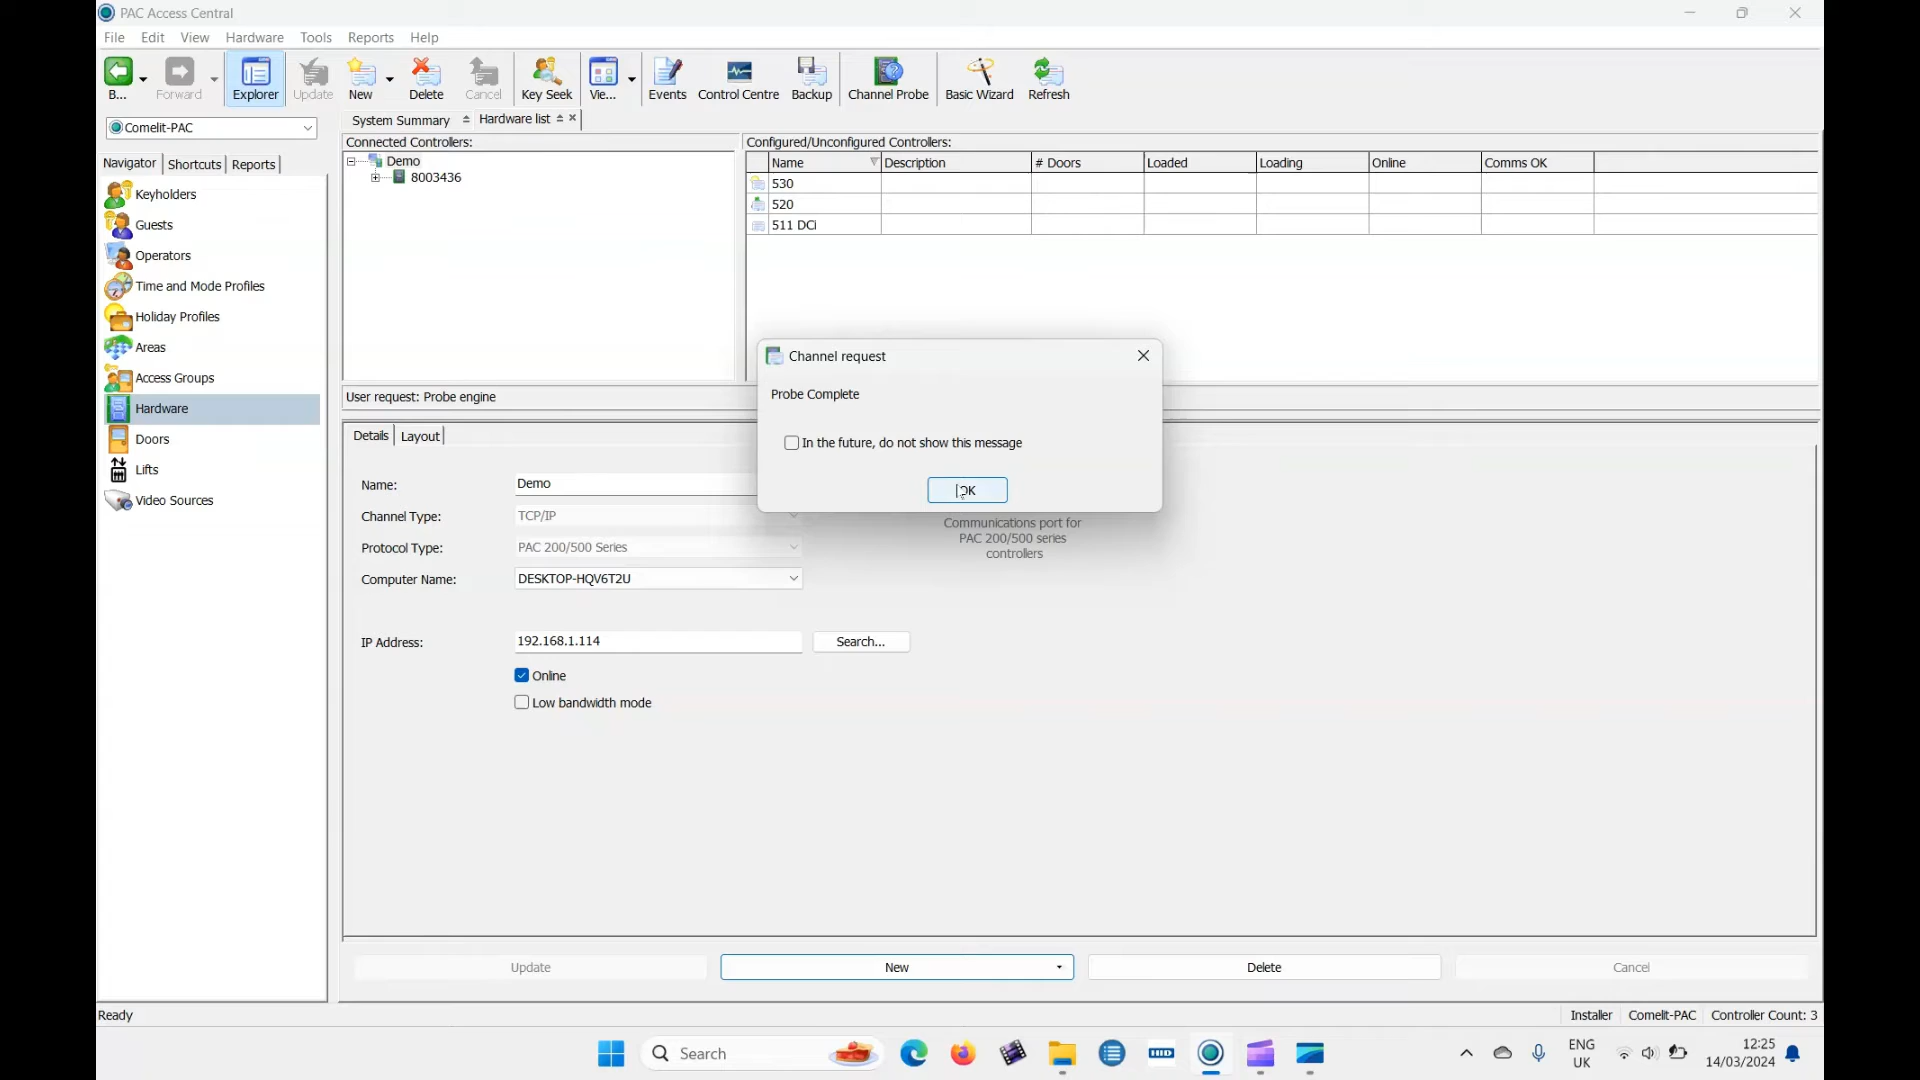 PAC Access Central
File Edit View Hardware Tools Reports Help
B... Forward Explorer Update New Delete Cancel Key Seek Vie... Events Control Centre Backup Channel Probe Basic Wizard Refresh
Comelit-PAC
System Summary Hardware list
Navigator Shortcuts Reports
Keyholders
Guests
Operators
Time and Mode Profiles
Holiday Profiles
Areas
Access Groups
Hardware
Doors
Lifts
Video Sources
Connected Controllers:
Demo
8003436
Configured/Unconfigured Controllers:
Name Description # Doors Loaded Loading Online Comms OK
530
520
511 DCi
User request: Probe engine
Channel request
Probe Complete
In the future, do not show this message
OK
Details Layout
Name: Demo
Channel Type: TCP/IP
Protocol Type: PAC 200/500 Series
Computer Name: DESKTOP-HQV6T2U
Communications port for
PAC 200/500 series
controllers
IP Address: 192.168.1.114 Search...
Online
Low bandwidth mode
Update New Delete Cancel
Ready Installer Comelit-PAC Controller Count: 3
Search
HID
ENG
UK
12:25
14/03/2024